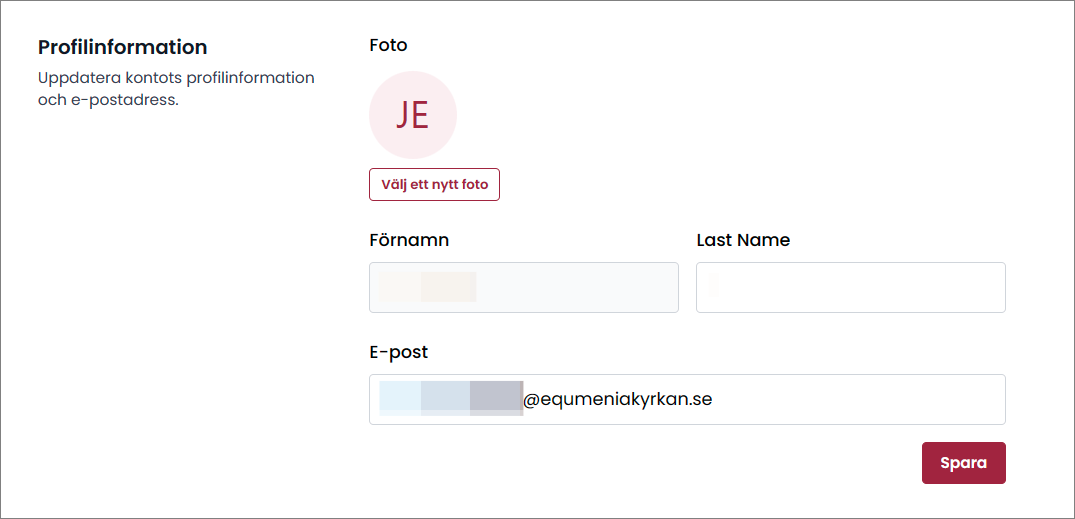 Profilinformation
Uppdatera kontots profilinformation
och e-postadress.
Foto
JE
Välj ett nytt foto
Förnamn
Last Name
E-post
@equmeniakyrkan.se
Spara